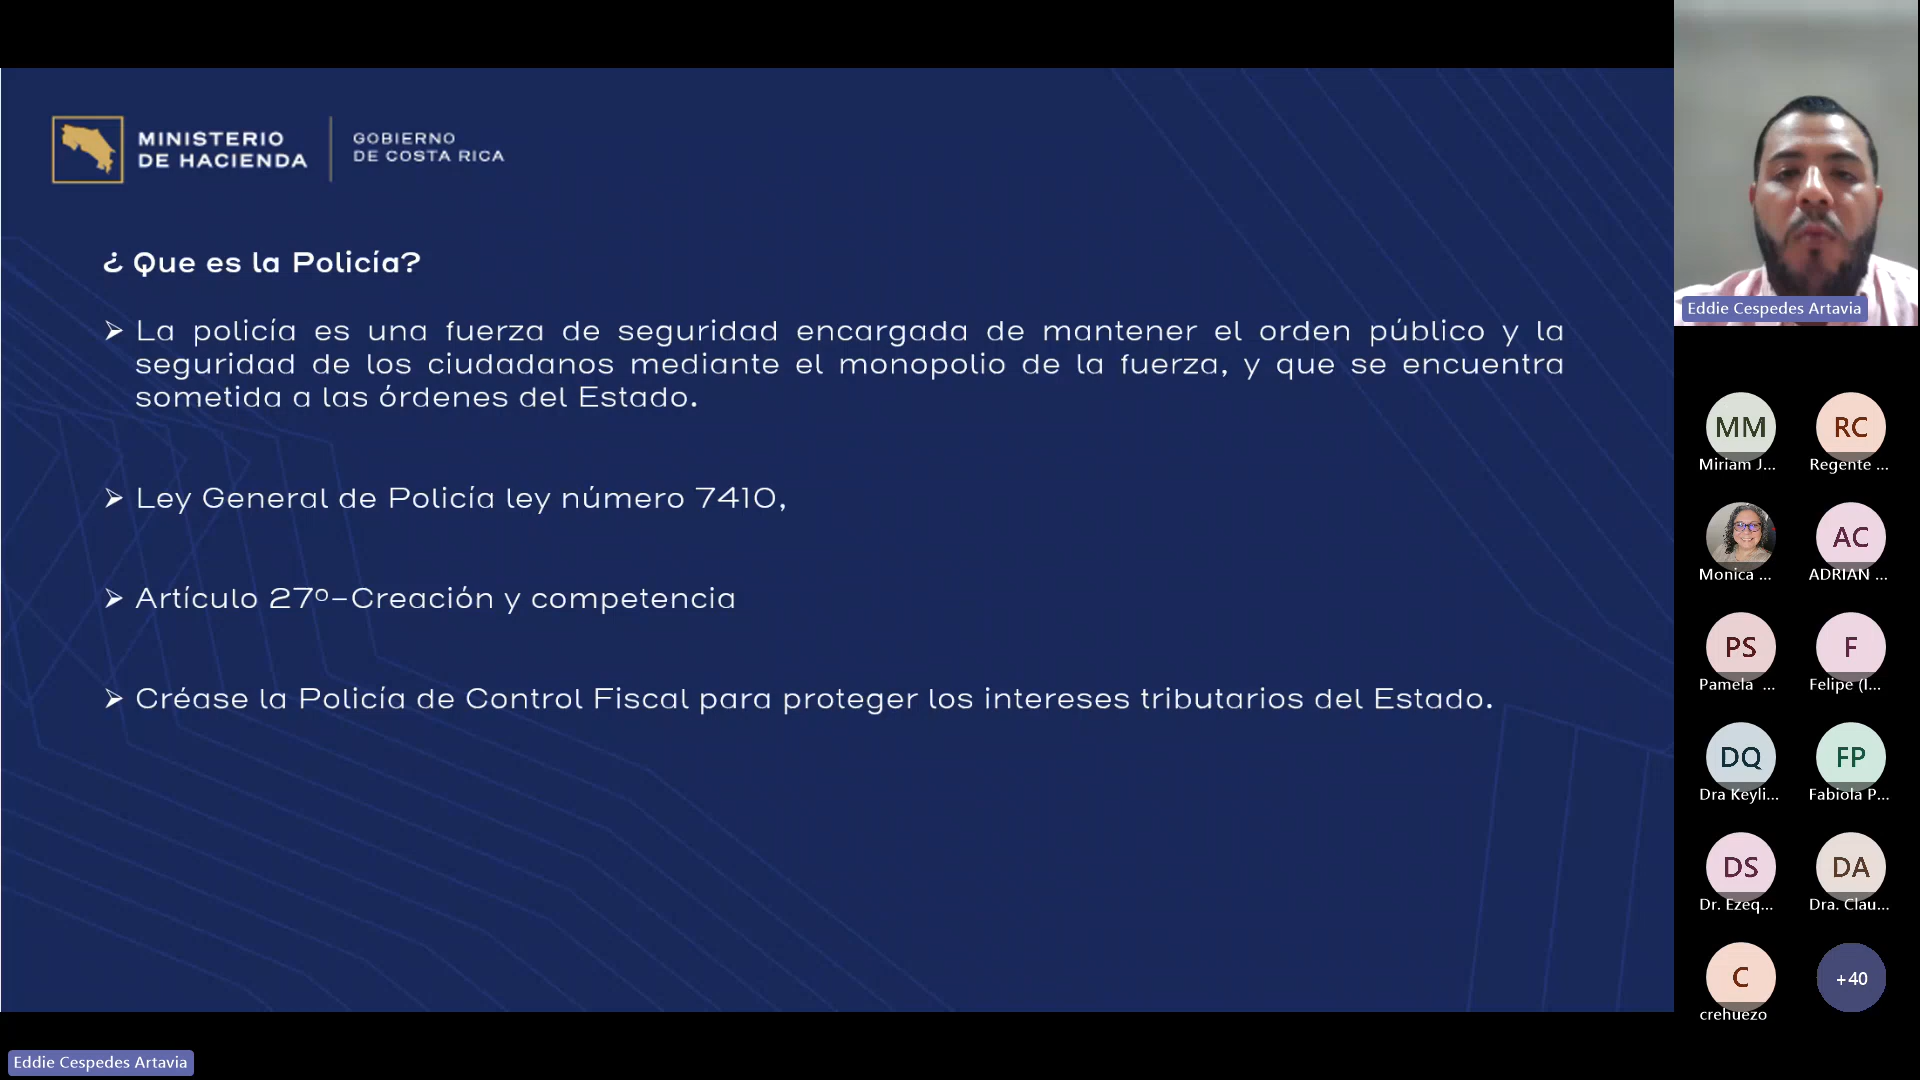 MINISTERIO
DE HACIENDA
GOBIERNO
DE COSTA RICA
¿ Que es la Policía?
➢ La policía es una fuerza de seguridad encargada de mantener el orden público y la
seguridad de los ciudadanos mediante el monopolio de la fuerza, y que se encuentra
sometida a las órdenes del Estado.
➢ Ley General de Policía ley número 7410,
➢ Artículo 27º-Creación y competencia
➢ Créase la Policía de Control Fiscal para proteger los intereses tributarios del Estado.
Eddie Cespedes Artavia
MM
Miriam J...
RC
Regente ...
Monica ...
AC
ADRIAN ...
PS
Pamela ...
F
Felipe (I...
DQ
Dra Keyli...
FP
Fabiola P...
DS
Dr. Ezeq...
DA
Dra. Clau...
C
crehuezo
+40
Eddie Cespedes Artavia